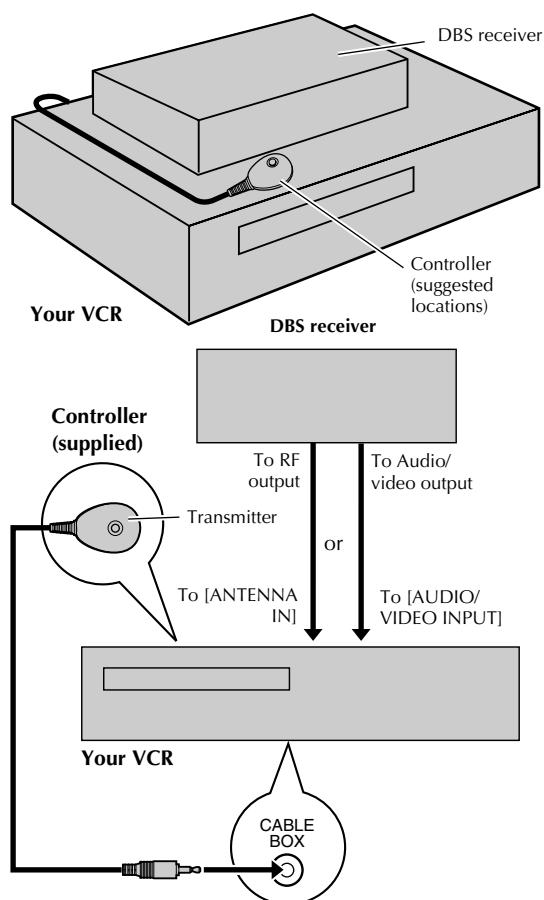 DBS receiver
Controller
(suggested
locations)
Your VCR
DBS receiver
Controller
(supplied)
To RF
output
To Audio/
video output
Transmitter
or
To [ANTENNA
IN]
To [AUDIO/
VIDEO INPUT]
Your VCR
CABLE
BOX